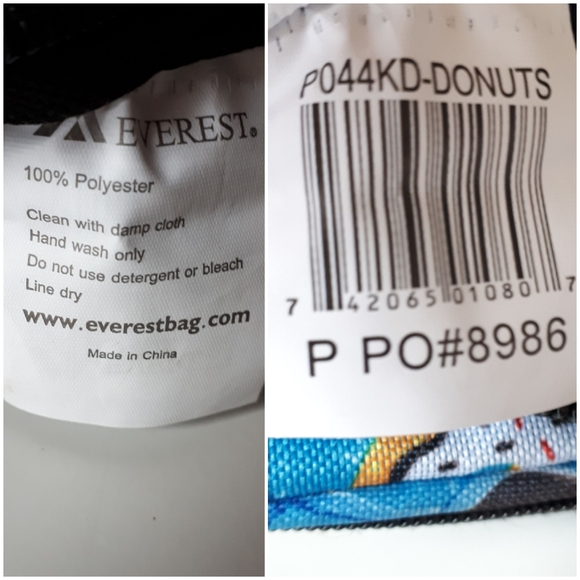 EVEREST®
100% Polyester
Clean with damp cloth
Hand wash only
Do not use detergent or bleach
Line dry
www.everestbag.com
Made in China
P044KD-DONUTS
7 42065 01080 7
P PO#8986